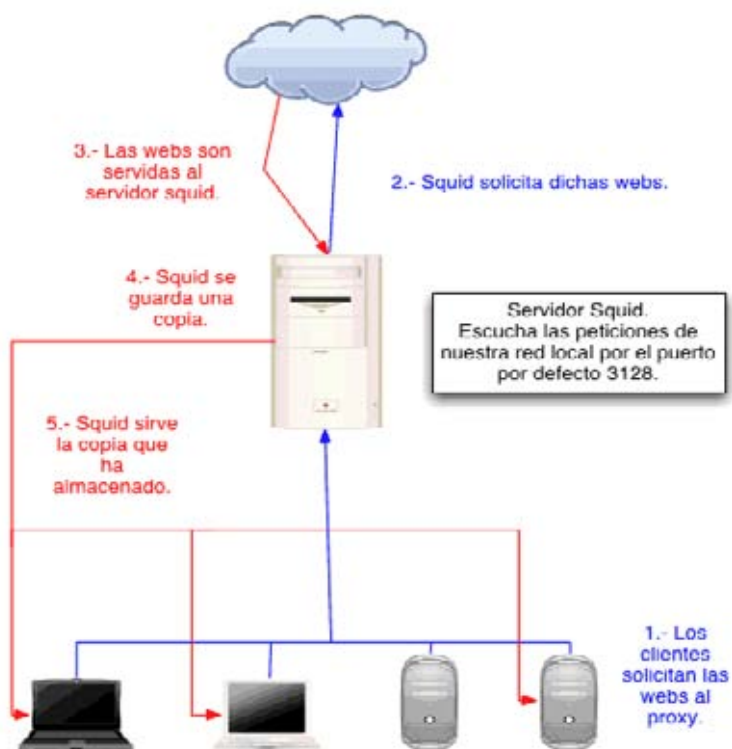 3.- Las webs son
servidas al
servidor squid.
2.- Squid solicita dichas webs.
4.- Squid se
guarda una
copia.
Servidor Squid.
Escucha las peticiones de
nuestra red local por el puerto
por defecto 3128.
5.- Squid sirve
la copia que
ha
almacenado.
1.- Los
clientes
solicitan las
webs al
proxy.